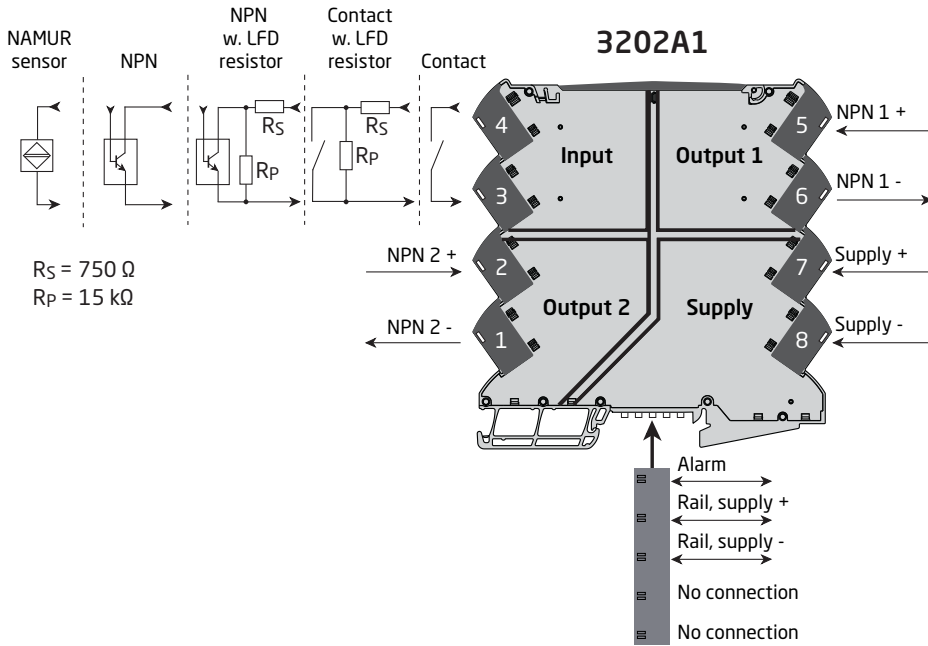 3202A1
NAMUR
sensor
NPN
NPN
w. LFD
resistor
Contact
w. LFD
resistor
Contact
RS
RP
RS
RP
RS = 750 Ω
RP = 15 kΩ
4
3
2
1
5
6
7
8
Input
Output 1
Output 2
Supply
NPN 1 +
NPN 1 -
NPN 2 +
NPN 2 -
Supply +
Supply -
Alarm
Rail, supply +
Rail, supply -
No connection
No connection